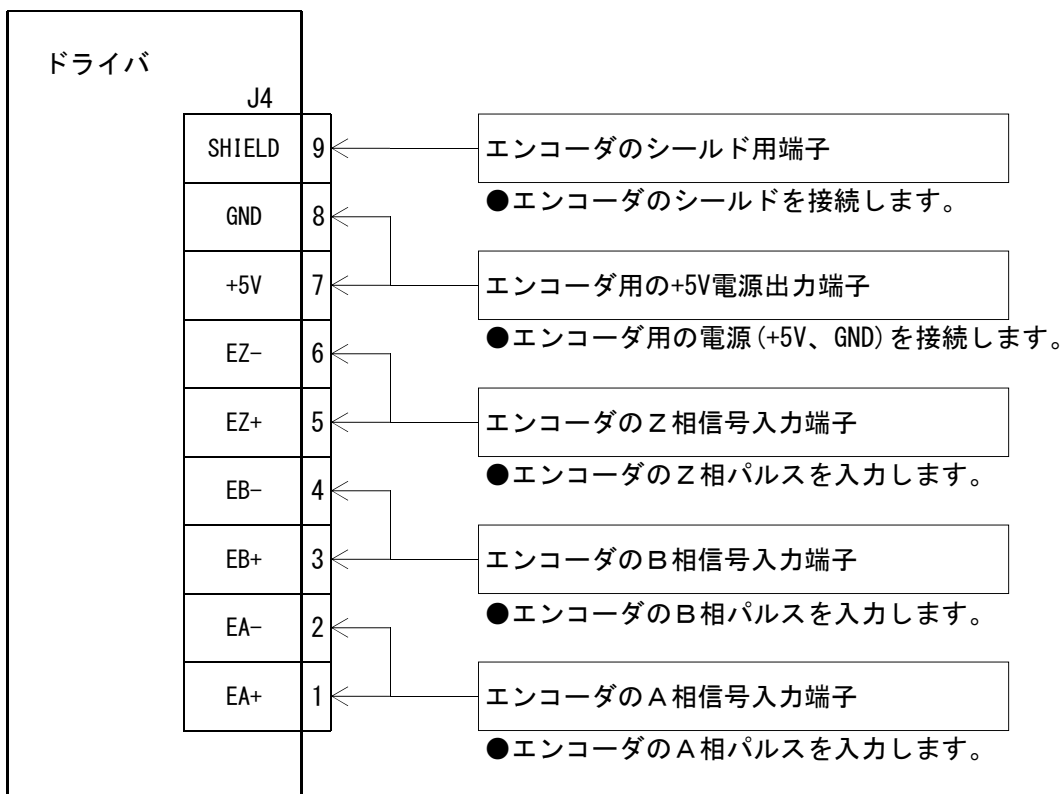 ドライバ
J4
SHIELD 9 エンコーダのシールド用端子
●エンコーダのシールドを接続します。
GND 8
+5V 7 エンコーダ用の+5V電源出力端子
●エンコーダ用の電源(+5V、GND)を接続します。
EZ- 6
EZ+ 5 エンコーダのZ相信号入力端子
●エンコーダのZ相パルスを入力します。
EB- 4
EB+ 3 エンコーダのB相信号入力端子
●エンコーダのB相パルスを入力します。
EA- 2
EA+ 1 エンコーダのA相信号入力端子
●エンコーダのA相パルスを入力します。